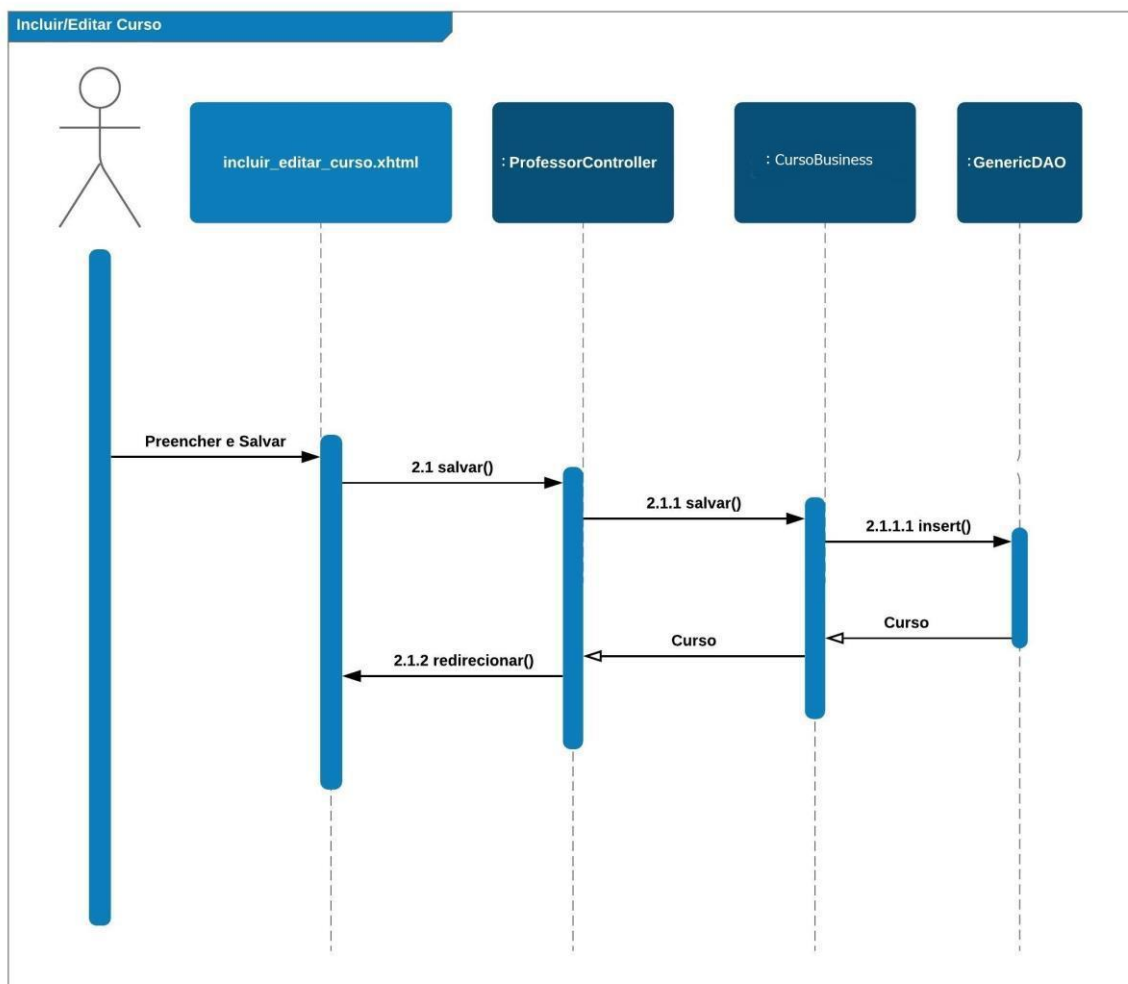 Incluir/Editar Curso
incluir_editar_curso.xhtml
: ProfessorController
: CursoBusiness
: GenericDAO
Preencher e Salvar
2.1 salvar()
2.1.1 salvar()
2.1.1.1 insert()
Curso
Curso
2.1.2 redirecionar()